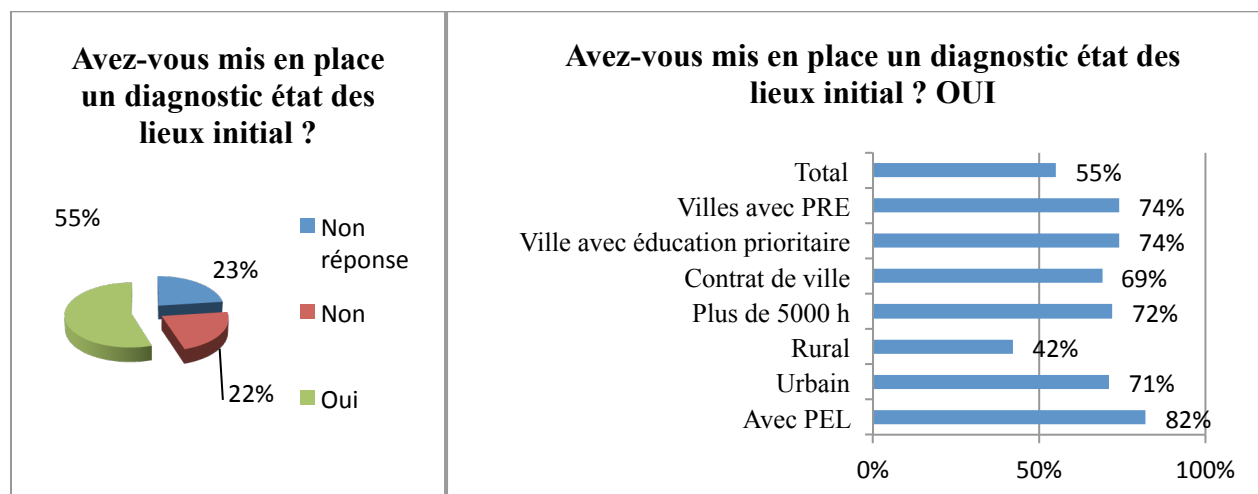 Avez-vous mis en place
un diagnostic état des
lieux initial ?
55%
23%
22%
Non
réponse
Non
Oui
Avez-vous mis en place un diagnostic état des
lieux initial ? OUI
Total 55%
Villes avec PRE 74%
Ville avec éducation prioritaire 74%
Contrat de ville 69%
Plus de 5000 h 72%
Rural 42%
Urbain 71%
Avec PEL 82%
0% 50% 100%